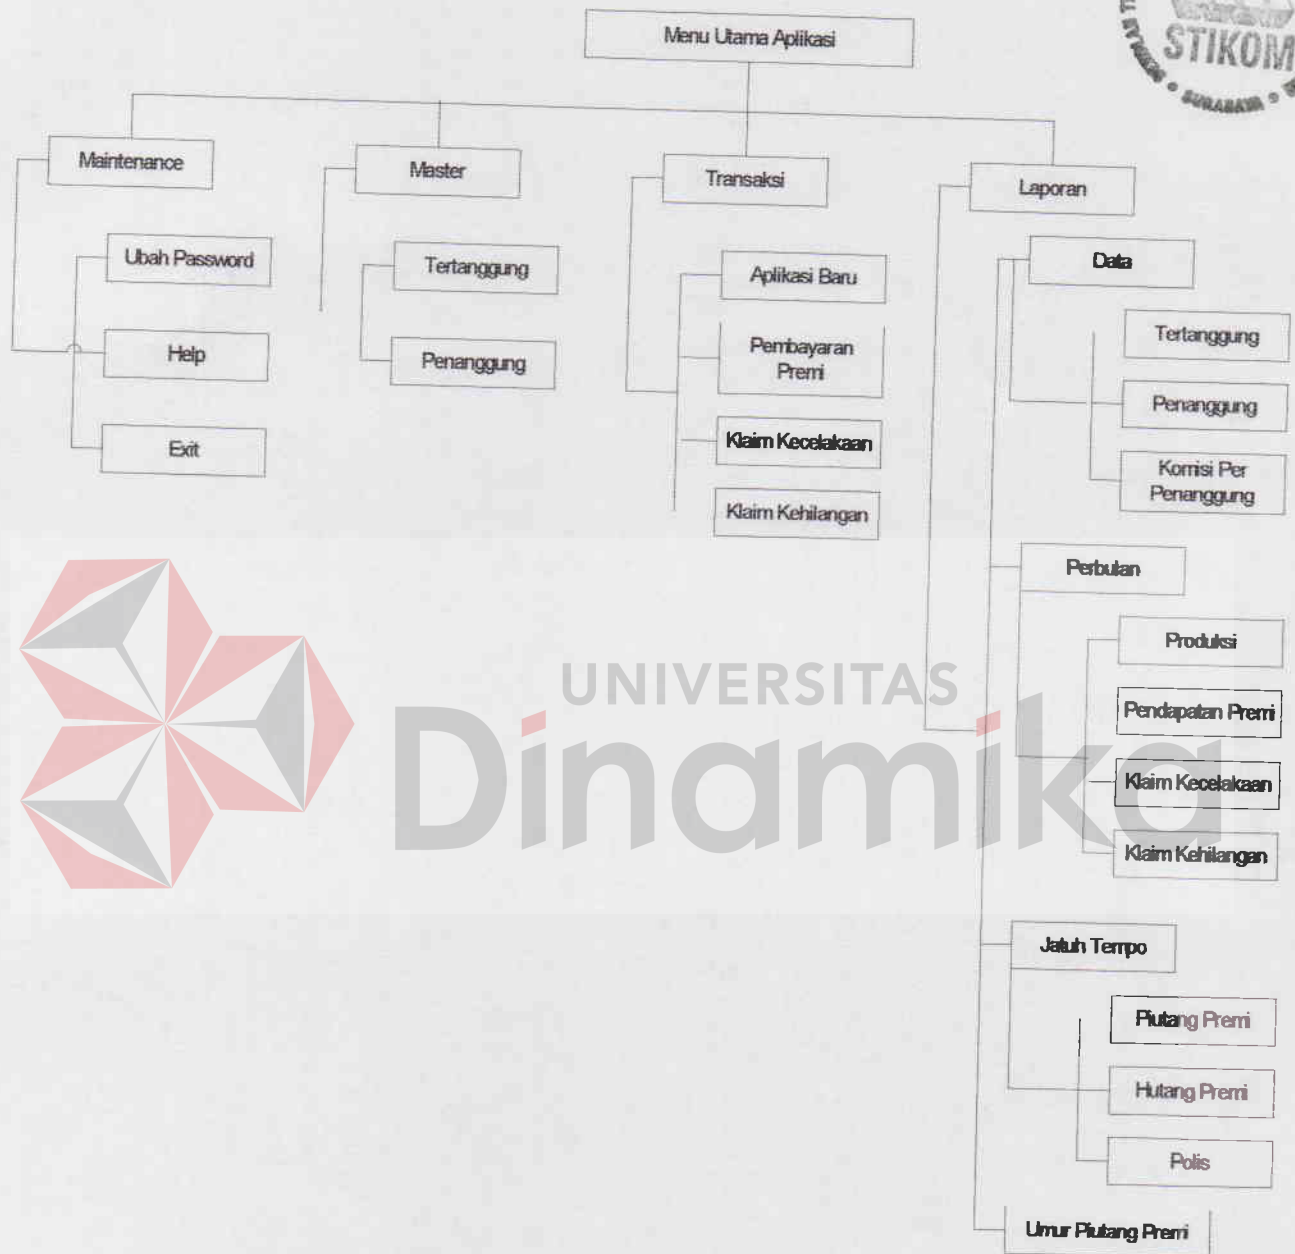 Menu Utama Aplikasi
STIKOM
SURABAYA
Maintenance
Ubah Password
Help
Exit
Master
Tertanggung
Penanggung
Transaksi
Aplikasi Baru
Pembayaran
Premi
Klaim Kecelakaan
Klaim Kehilangan
Laporan
Data
Tertanggung
Penanggung
Komisi Per
Penanggung
Perbulan
Produksi
Pendapatan Premi
Klaim Kecelakaan
Klaim Kehilangan
Jatuh Tempo
Piutang Premi
Hutang Premi
Polis
Umur Piutang Premi
UNIVERSITAS
Dinamika